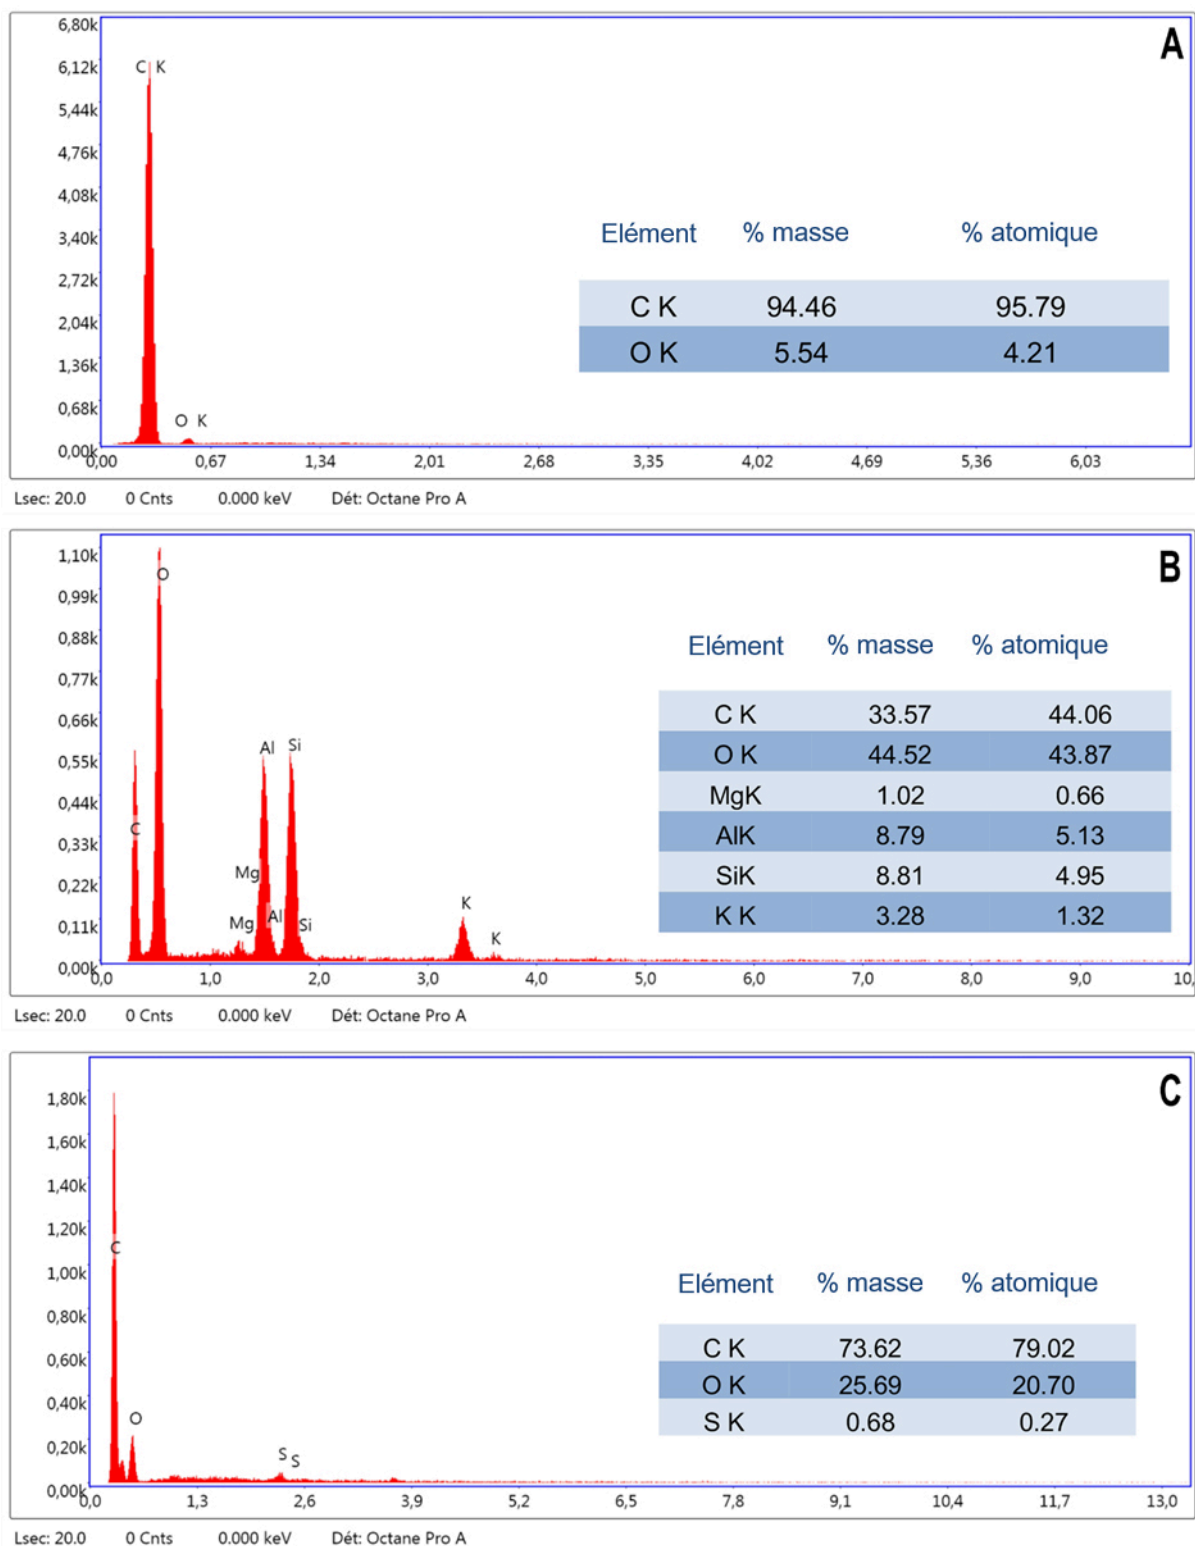 A
6,80k
6,12k
5,44k
4,76k
4,08k
3,40k
2,72k
2,04k
1,36k
0,68k
0,00k
C K
O K
0,00 0,67 1,34 2,01 2,68 3,35 4,02 4,69 5,36 6,03
Elément % masse % atomique
C K 94.46 95.79
O K 5.54 4.21
Lsec: 20.0 0 Cnts 0.000 keV Dét: Octane Pro A
B
1,10k
0,99k
0,88k
0,77k
0,66k
0,55k
0,44k
0,33k
0,22k
0,11k
0,00k
O
Al Si
C
Mg
Mg Al Si
K
K
0,0 1,0 2,0 3,0 4,0 5,0 6,0 7,0 8,0 9,0 10,
Elément % masse % atomique
C K 33.57 44.06
O K 44.52 43.87
MgK 1.02 0.66
AlK 8.79 5.13
SiK 8.81 4.95
K K 3.28 1.32
Lsec: 20.0 0 Cnts 0.000 keV Dét: Octane Pro A
C
1,80k
1,60k
1,40k
1,20k
1,00k
0,80k
0,60k
0,40k
0,20k
0,00k
C
O
S S
0,0 1,3 2,6 3,9 5,2 6,5 7,8 9,1 10,4 11,7 13,0
Elément % masse % atomique
C K 73.62 79.02
O K 25.69 20.70
S K 0.68 0.27
Lsec: 20.0 0 Cnts 0.000 keV Dét: Octane Pro A